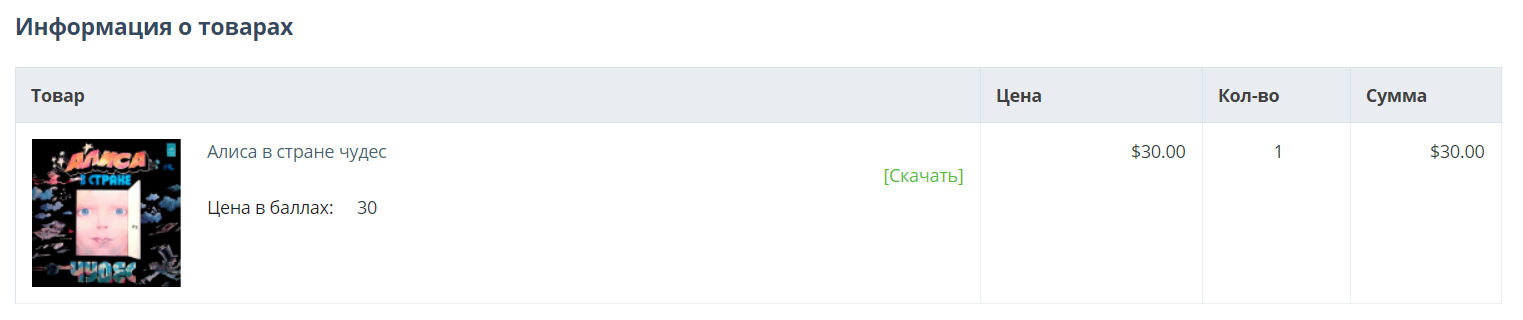 Информация о товарах
Товар Цена Кол-во Сумма
АЛИСА
В СТРАНЕ
ЧУДЕС
Алиса в стране чудес $30.00 1 $30.00
[Скачать]
Цена в баллах: 30